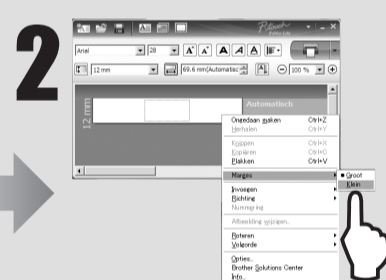 2
P-touch
Editor Lite
Arial
28
A A A A A
12 mm
69.6 mm(Automatisc
100 %
12 mm
Automatisch
Ongedaan maken Ctrl+Z
Herhalen Ctrl+Y
Knippen Ctrl+X
Kopiëren Ctrl+C
Plakken Ctrl+V
Marges
Groot
Klein
Invoegen
Richting
Nummering
Afbeelding wijzigen..
Roteren
Volgorde
Opties..
Brother Solutions Center
Info..